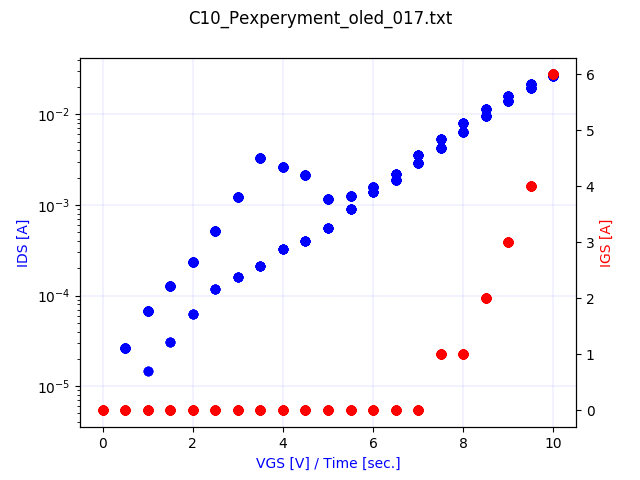 C10_Pexperyment_oled_017.txt
IDS [A]
10⁻²
10⁻³
10⁻⁴
10⁻⁵
6
5
4
3
2
1
0
IGS [A]
0 2 4 6 8 10
VGS [V] / Time [sec.]